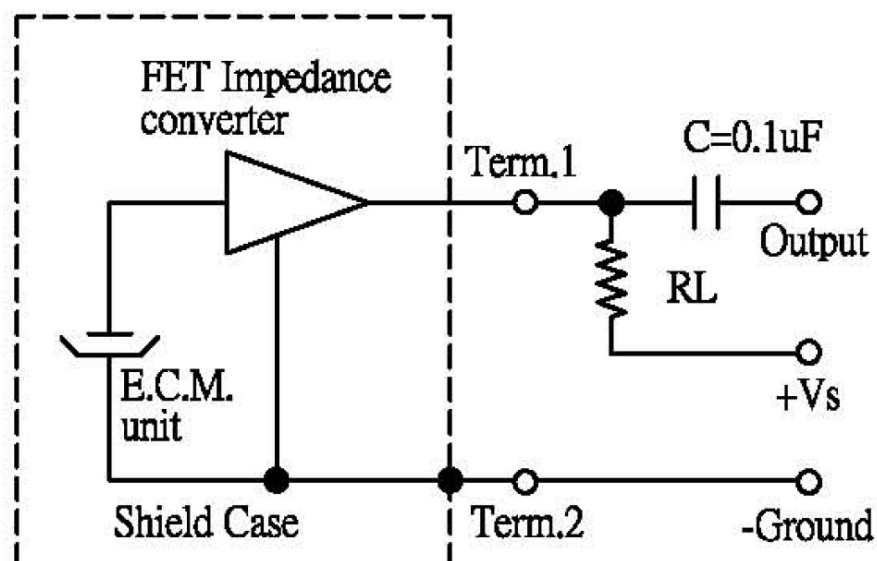 FET Impedance
converter
Term.1
C=0.1uF
Output
RL
+Vs
E.C.M.
unit
Shield Case
Term.2
-Ground